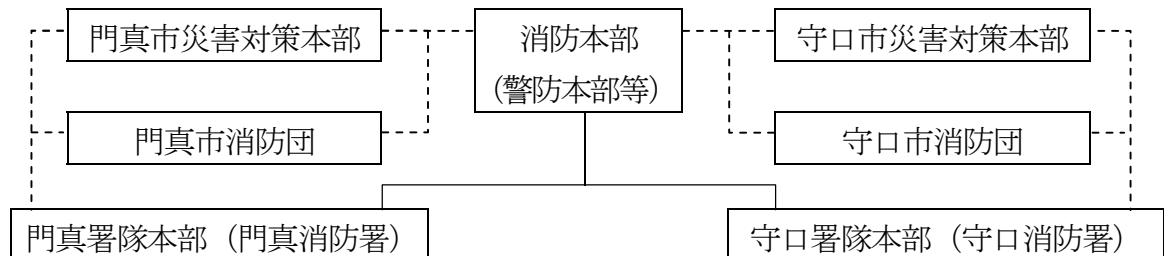 門真市災害対策本部
消防本部
(警防本部等)
守口市災害対策本部
門真市消防団
守口市消防団
門真署隊本部（門真消防署）
守口署隊本部（守口消防署）